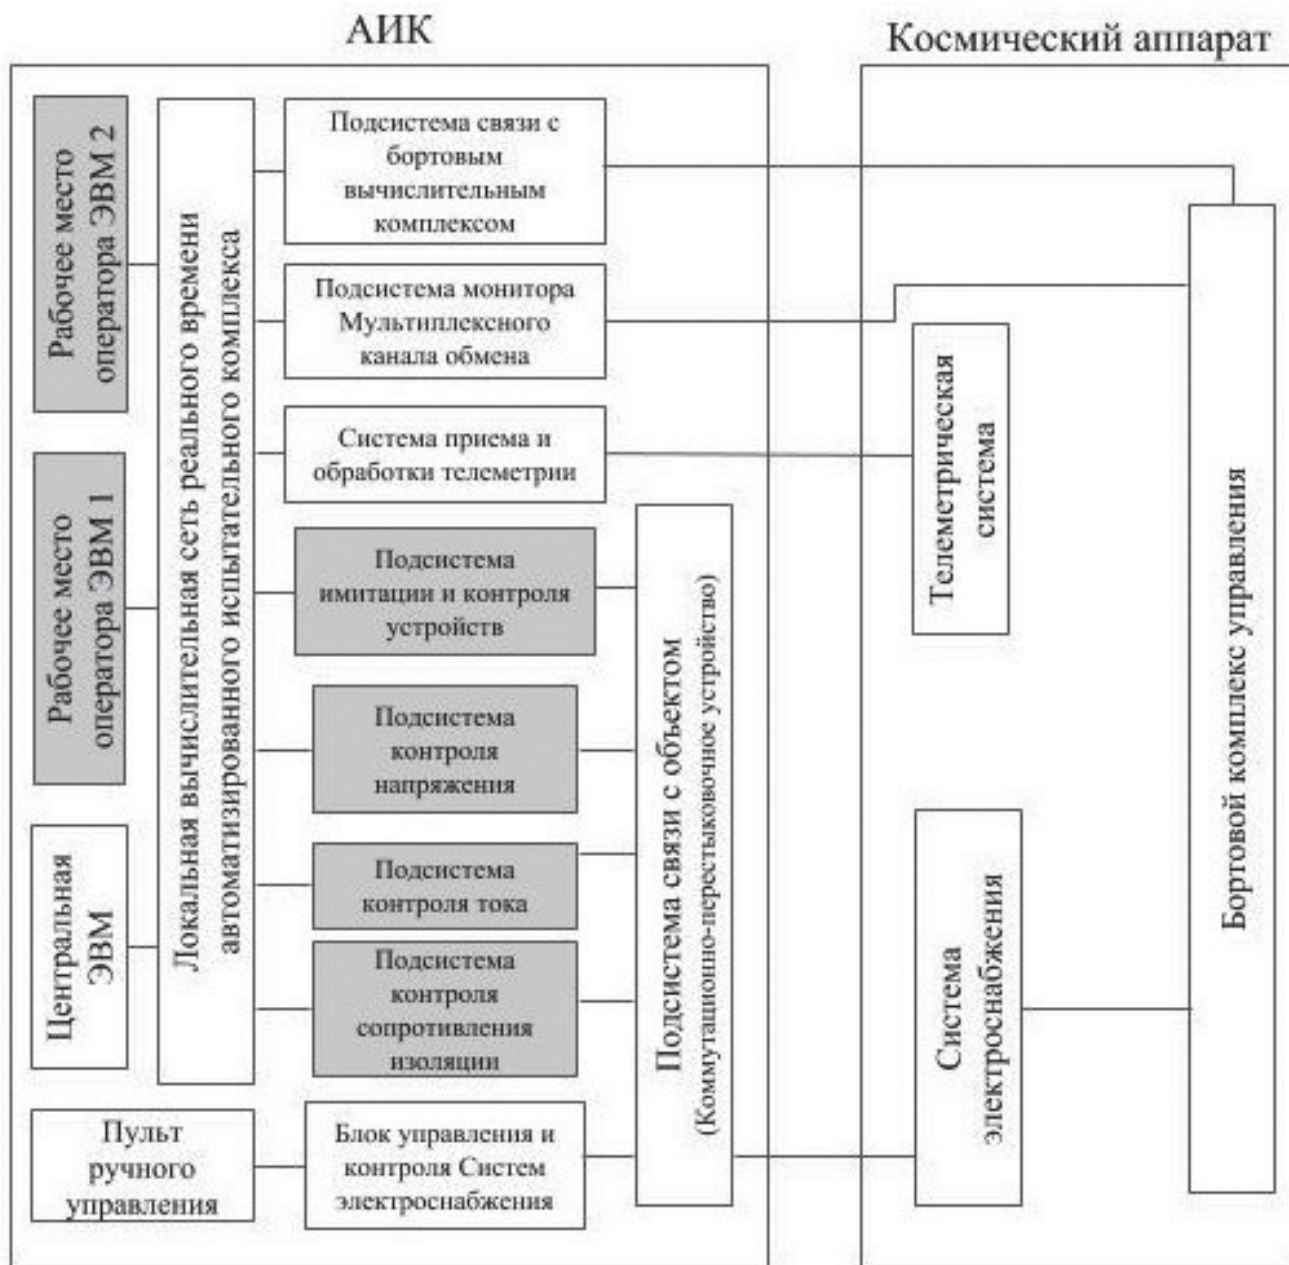 АИК
Космический аппарат
Рабочее место
оператора ЭВМ 2
Рабочее место
оператора ЭВМ 1
Центральная
ЭВМ
Пульт
ручного
управления
Локальная вычислительная сеть реального времени
автоматизированного испытательного комплекса
Подсистема связи с
бортовым
вычислительным
комплексом
Подсистема монитора
Мультиплексного
канала обмена
Система приема и
обработки телеметрии
Подсистема
имитации и контроля
устройств
Подсистема
контроля
напряжения
Подсистема
контроля тока
Подсистема
контроля
сопротивления
изоляции
Блок управления и
контроля Систем
электроснабжения
Подсистема связи с объектом
(Коммутационно-перестыковочное устройство)
Телеметрическая
система
Система
электроснабжения
Бортовой комплекс управления